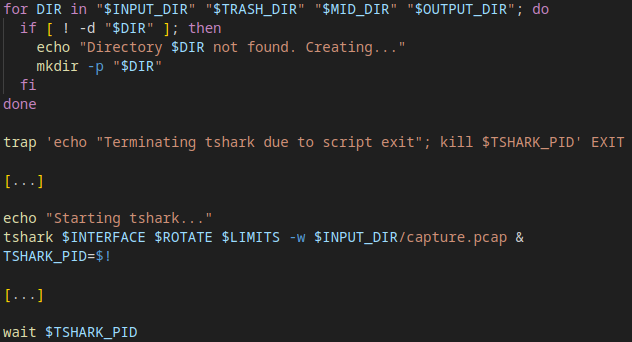 for DIR in "$INPUT_DIR" "$TRASH_DIR" "$MID_DIR" "$OUTPUT_DIR"; do
  if [ ! -d "$DIR" ]; then
    echo "Directory $DIR not found. Creating..."
    mkdir -p "$DIR"
  fi
done

trap 'echo "Terminating tshark due to script exit"; kill $TSHARK_PID' EXIT

[...]

echo "Starting tshark..."
tshark $INTERFACE $ROTATE $LIMITS -w $INPUT_DIR/capture.pcap &
TSHARK_PID=$!

[...]

wait $TSHARK_PID